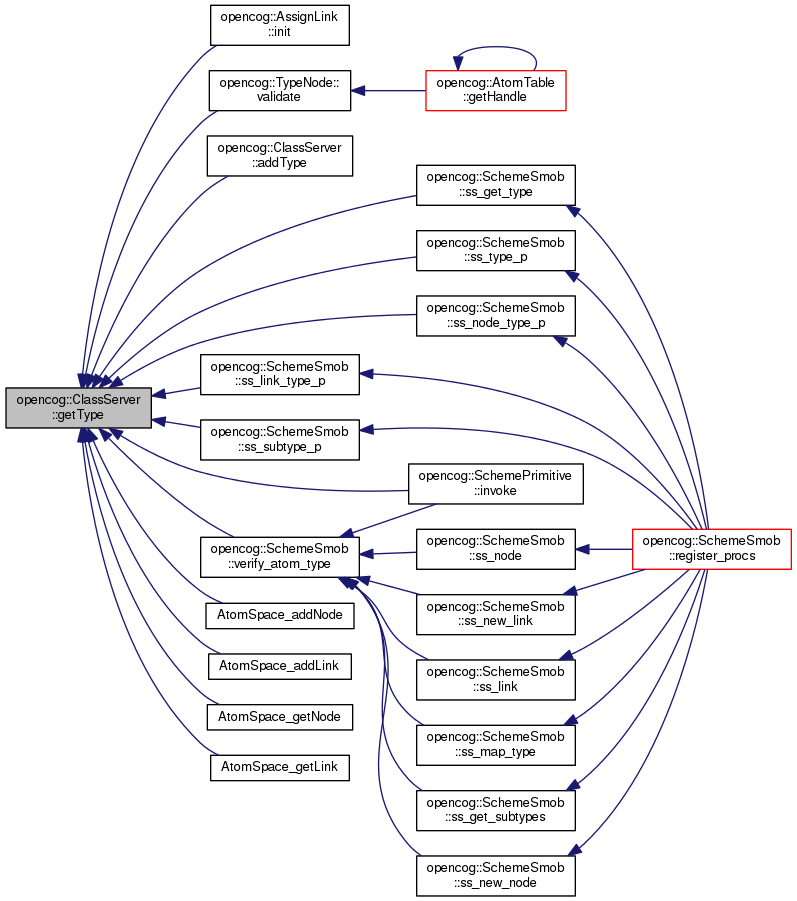 opencog::AssignLink
::init
opencog::TypeNode::
validate
opencog::AtomTable
::getHandle
opencog::ClassServer
::addType
opencog::SchemeSmob
::ss_get_type
opencog::SchemeSmob
::ss_type_p
opencog::SchemeSmob
::ss_node_type_p
opencog::SchemeSmob
::ss_link_type_p
opencog::ClassServer
::getType
opencog::SchemeSmob
::ss_subtype_p
opencog::SchemePrimitive
::invoke
opencog::SchemeSmob
::verify_atom_type
opencog::SchemeSmob
::ss_node
opencog::SchemeSmob
::register_procs
AtomSpace_addNode
opencog::SchemeSmob
::ss_new_link
AtomSpace_addLink
opencog::SchemeSmob
::ss_link
AtomSpace_getNode
opencog::SchemeSmob
::ss_map_type
AtomSpace_getLink
opencog::SchemeSmob
::ss_get_subtypes
opencog::SchemeSmob
::ss_new_node